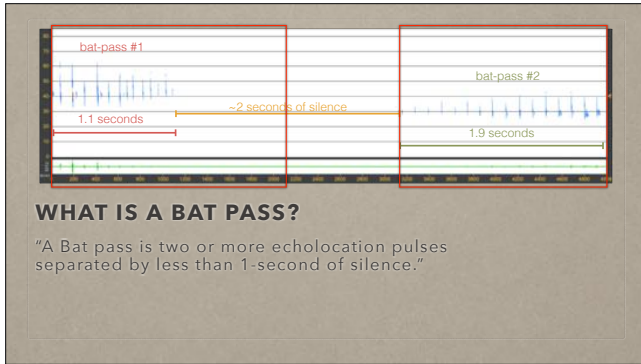 bat-pass #1
bat-pass #2
~2 seconds of silence
1.1 seconds
1.9 seconds
WHAT IS A BAT PASS?
“A Bat pass is two or more echolocation pulses
separated by less than 1-second of silence.”